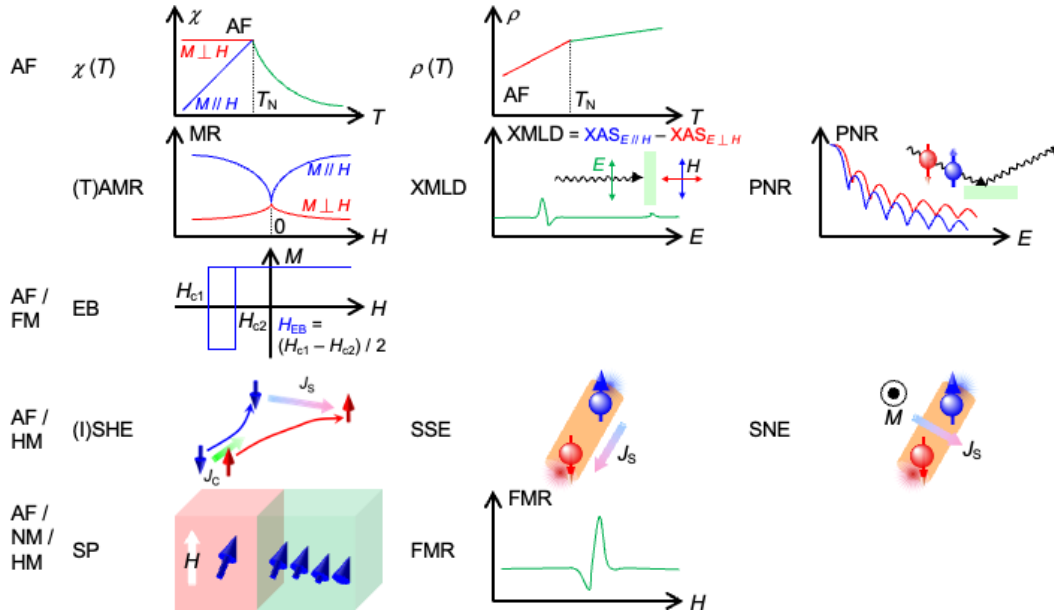 χ
AF
M ⊥ H
M // H
T_N
T
AF
χ (T)
ρ
AF
T_N
T
ρ (T)
MR
M // H
M ⊥ H
0
H
(T)AMR
XMLD = XAS_E // H – XAS_E ⊥ H
E
H
E
XMLD
PNR
E
PNR
M
H_c1
H
H_c2
H_EB =
(H_c1 – H_c2) / 2
AF /
FM
EB
J_S
J_C
AF /
HM
(I)SHE
SSE
J_S
SNE
M
J_S
AF /
NM /
HM
SP
H
FMR
FMR
H